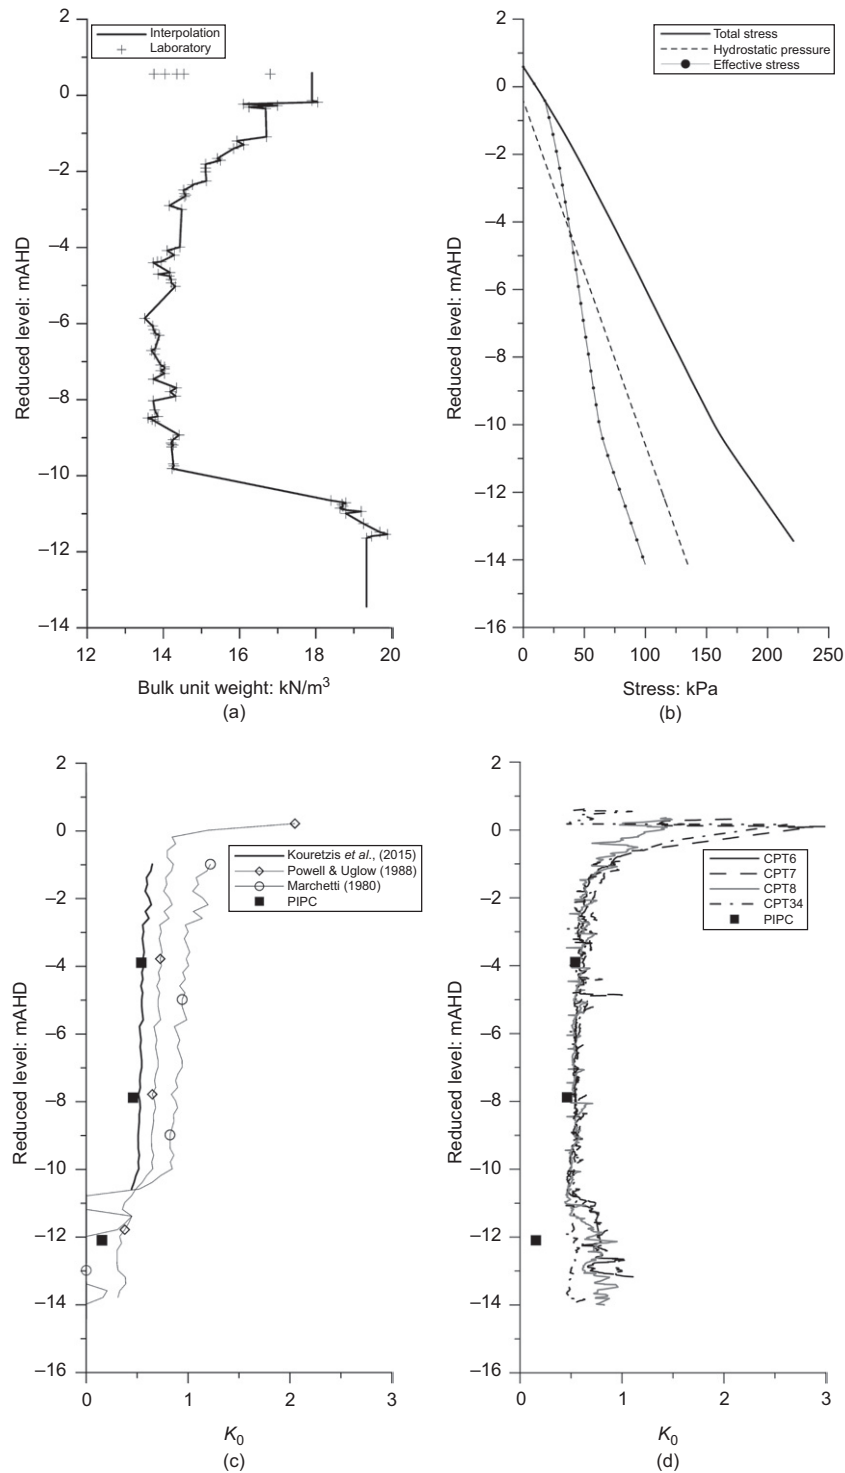 2
0
–2
–4
–6
–8
–10
–12
–14
12
14
16
18
20
Reduced level: mAHD
Bulk unit weight: kN/m³
(a)
Interpolation
Laboratory
2
0
–2
–4
–6
–8
–10
–12
–14
–16
0
50
100
150
200
250
Reduced level: mAHD
Stress: kPa
(b)
Total stress
Hydrostatic pressure
Effective stress
2
0
–2
–4
–6
–8
–10
–12
–14
–16
0
1
2
3
Reduced level: mAHD
K₀
(c)
Kouretzis et al., (2015)
Powell & Uglow (1988)
Marchetti (1980)
PIPC
2
0
–2
–4
–6
–8
–10
–12
–14
–16
0
1
2
3
Reduced level: mAHD
K₀
(d)
CPT6
CPT7
CPT8
CPT34
PIPC